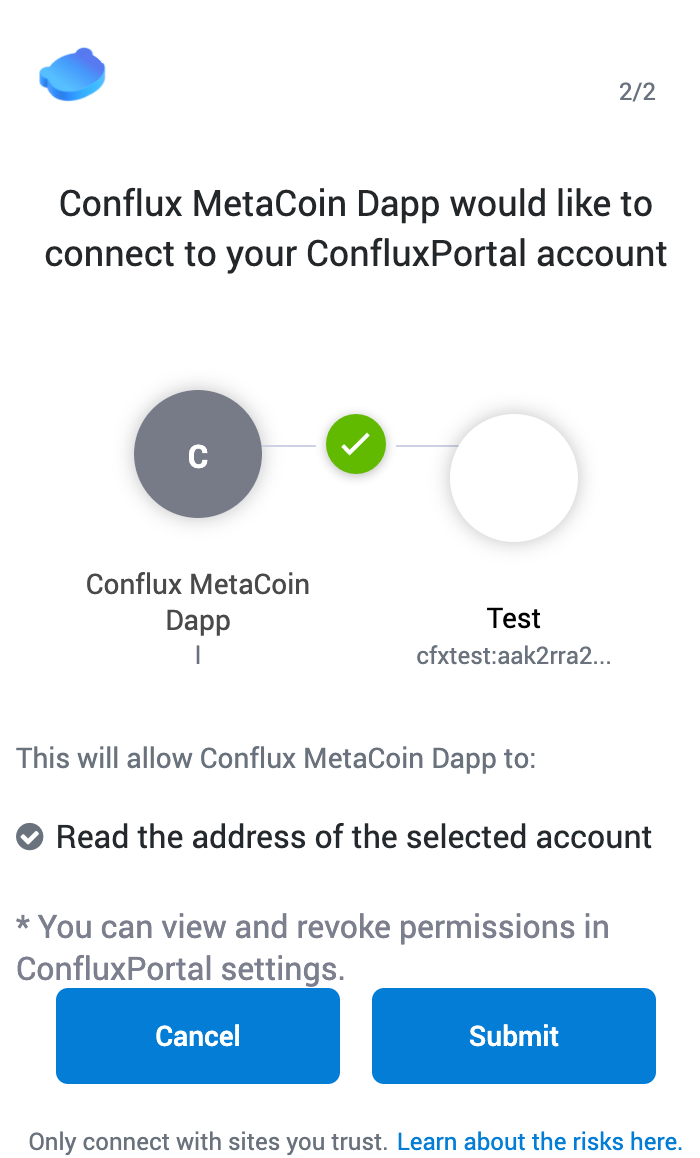 2/2
Conflux MetaCoin Dapp would like to
connect to your ConfluxPortal account
C
Conflux MetaCoin
Dapp
l
Test
cfxtest:aak2rra2...
This will allow Conflux MetaCoin Dapp to:
Read the address of the selected account
* You can view and revoke permissions in
ConfluxPortal settings.
Cancel Submit
Only connect with sites you trust. Learn about the risks here.